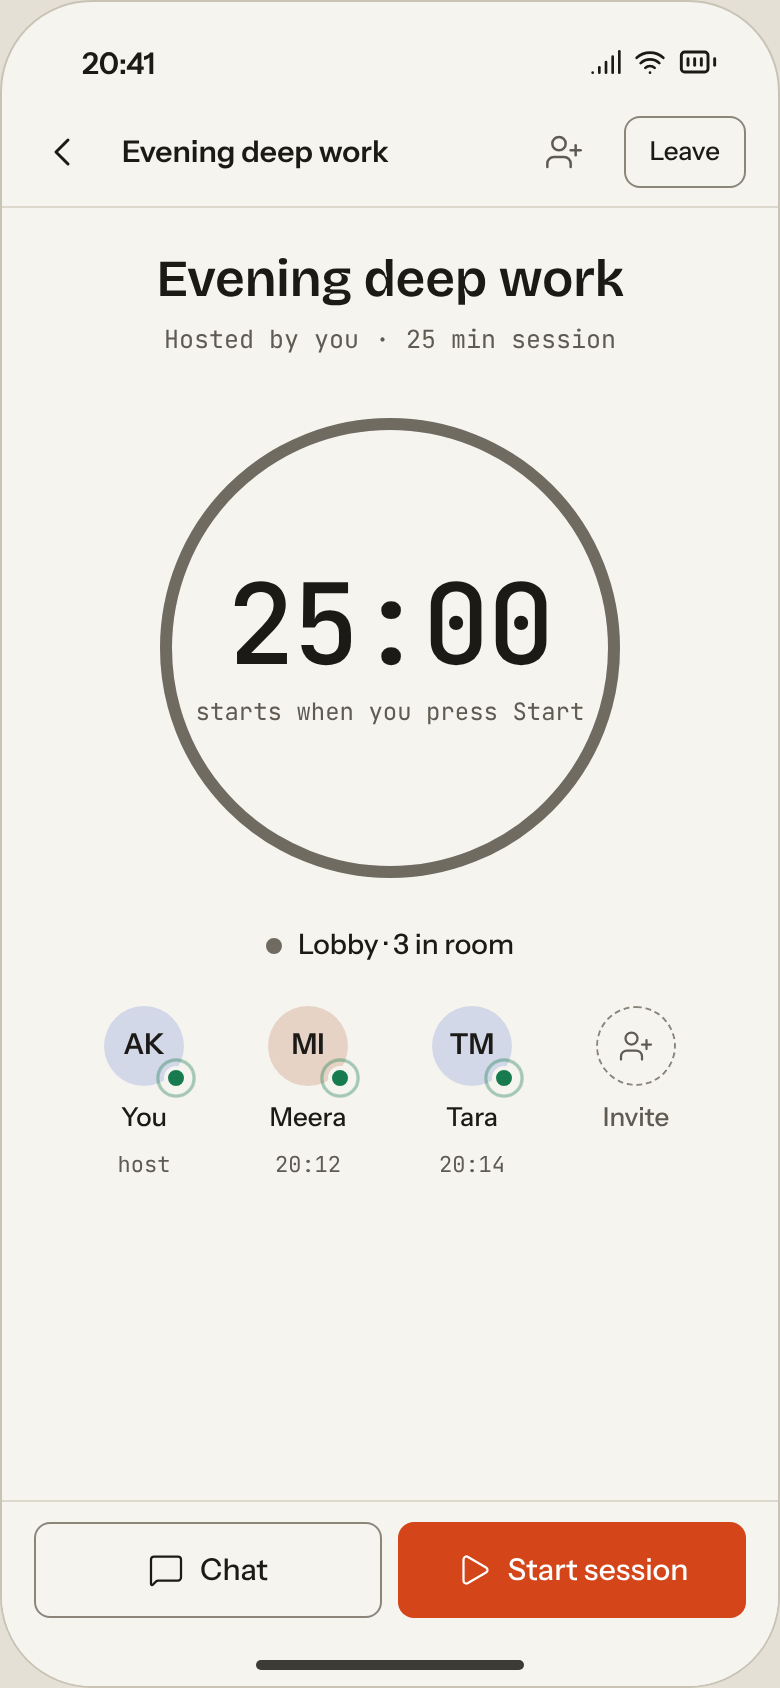 20:41
Evening deep work
Leave
Evening deep work
Hosted by you · 25 min session
25:00
starts when you press Start
Lobby · 3 in room
AK
MI
TM
You
Meera
Tara
Invite
host
20:12
20:14
Chat
Start session